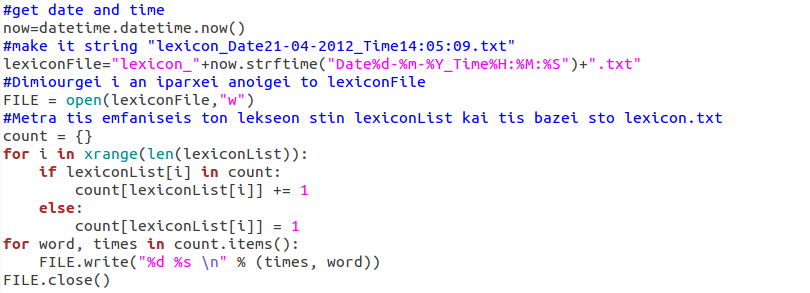 #get date and time
now=datetime.datetime.now()
#make it string "lexicon_Date21-04-2012_Time14:05:09.txt"
lexiconFile="lexicon_"+now.strftime("Date%d-%m-%Y_Time%H:%M:%S")+".txt"
#Dimiourgei i an iparxei anoigei to lexiconFile
FILE = open(lexiconFile,"w")
#Metra tis emfaniseis ton lekseon stin lexiconList kai tis bazei sto lexicon.txt
count = {}
for i in xrange(len(lexiconList)):
    if lexiconList[i] in count:
        count[lexiconList[i]] += 1
    else:
        count[lexiconList[i]] = 1
for word, times in count.items():
    FILE.write("%d %s \n" % (times, word))
FILE.close()